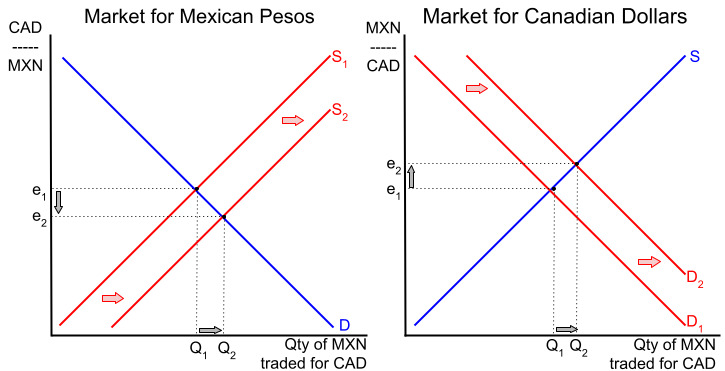 Market for Mexican Pesos
CAD
-----
MXN
S1
S2
e1
e2
D
Q1 Q2
Qty of MXN
traded for CAD
Market for Canadian Dollars
MXN
-----
CAD
S
e2
e1
D2
D1
Q1 Q2
Qty of MXN
traded for CAD